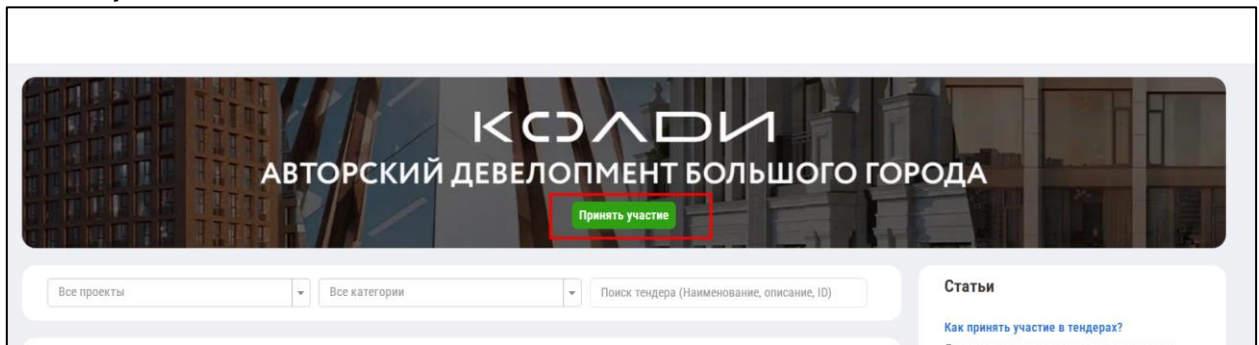 КОЛДИ
АВТОРСКИЙ ДЕВЕЛОПМЕНТ БОЛЬШОГО ГОРОДА
Принять участие
Все проекты
Все категории
Поиск тендера (Наименование, описание, ID)
Статьи
Как принять участие в тендерах?